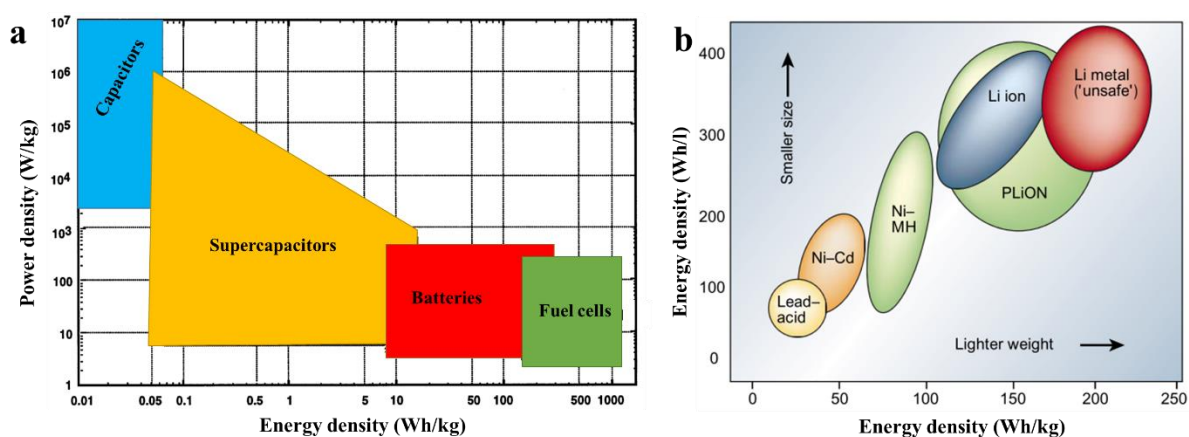 a
Power density (W/kg)
10⁷
10⁶
10⁵
10⁴
10³
100
10
1
Capacitors
Supercapacitors
Batteries
Fuel cells
0.01 0.05 0.1 0.5 1 5 10 50 100 500 1000
Energy density (Wh/kg)
b
Energy density (Wh/l)
400
300
200
100
0
Smaller size
Li ion
Li metal
('unsafe')
PLiON
Ni–
MH
Ni–Cd
Lead–
acid
Lighter weight
0 50 100 150 200 250
Energy density (Wh/kg)